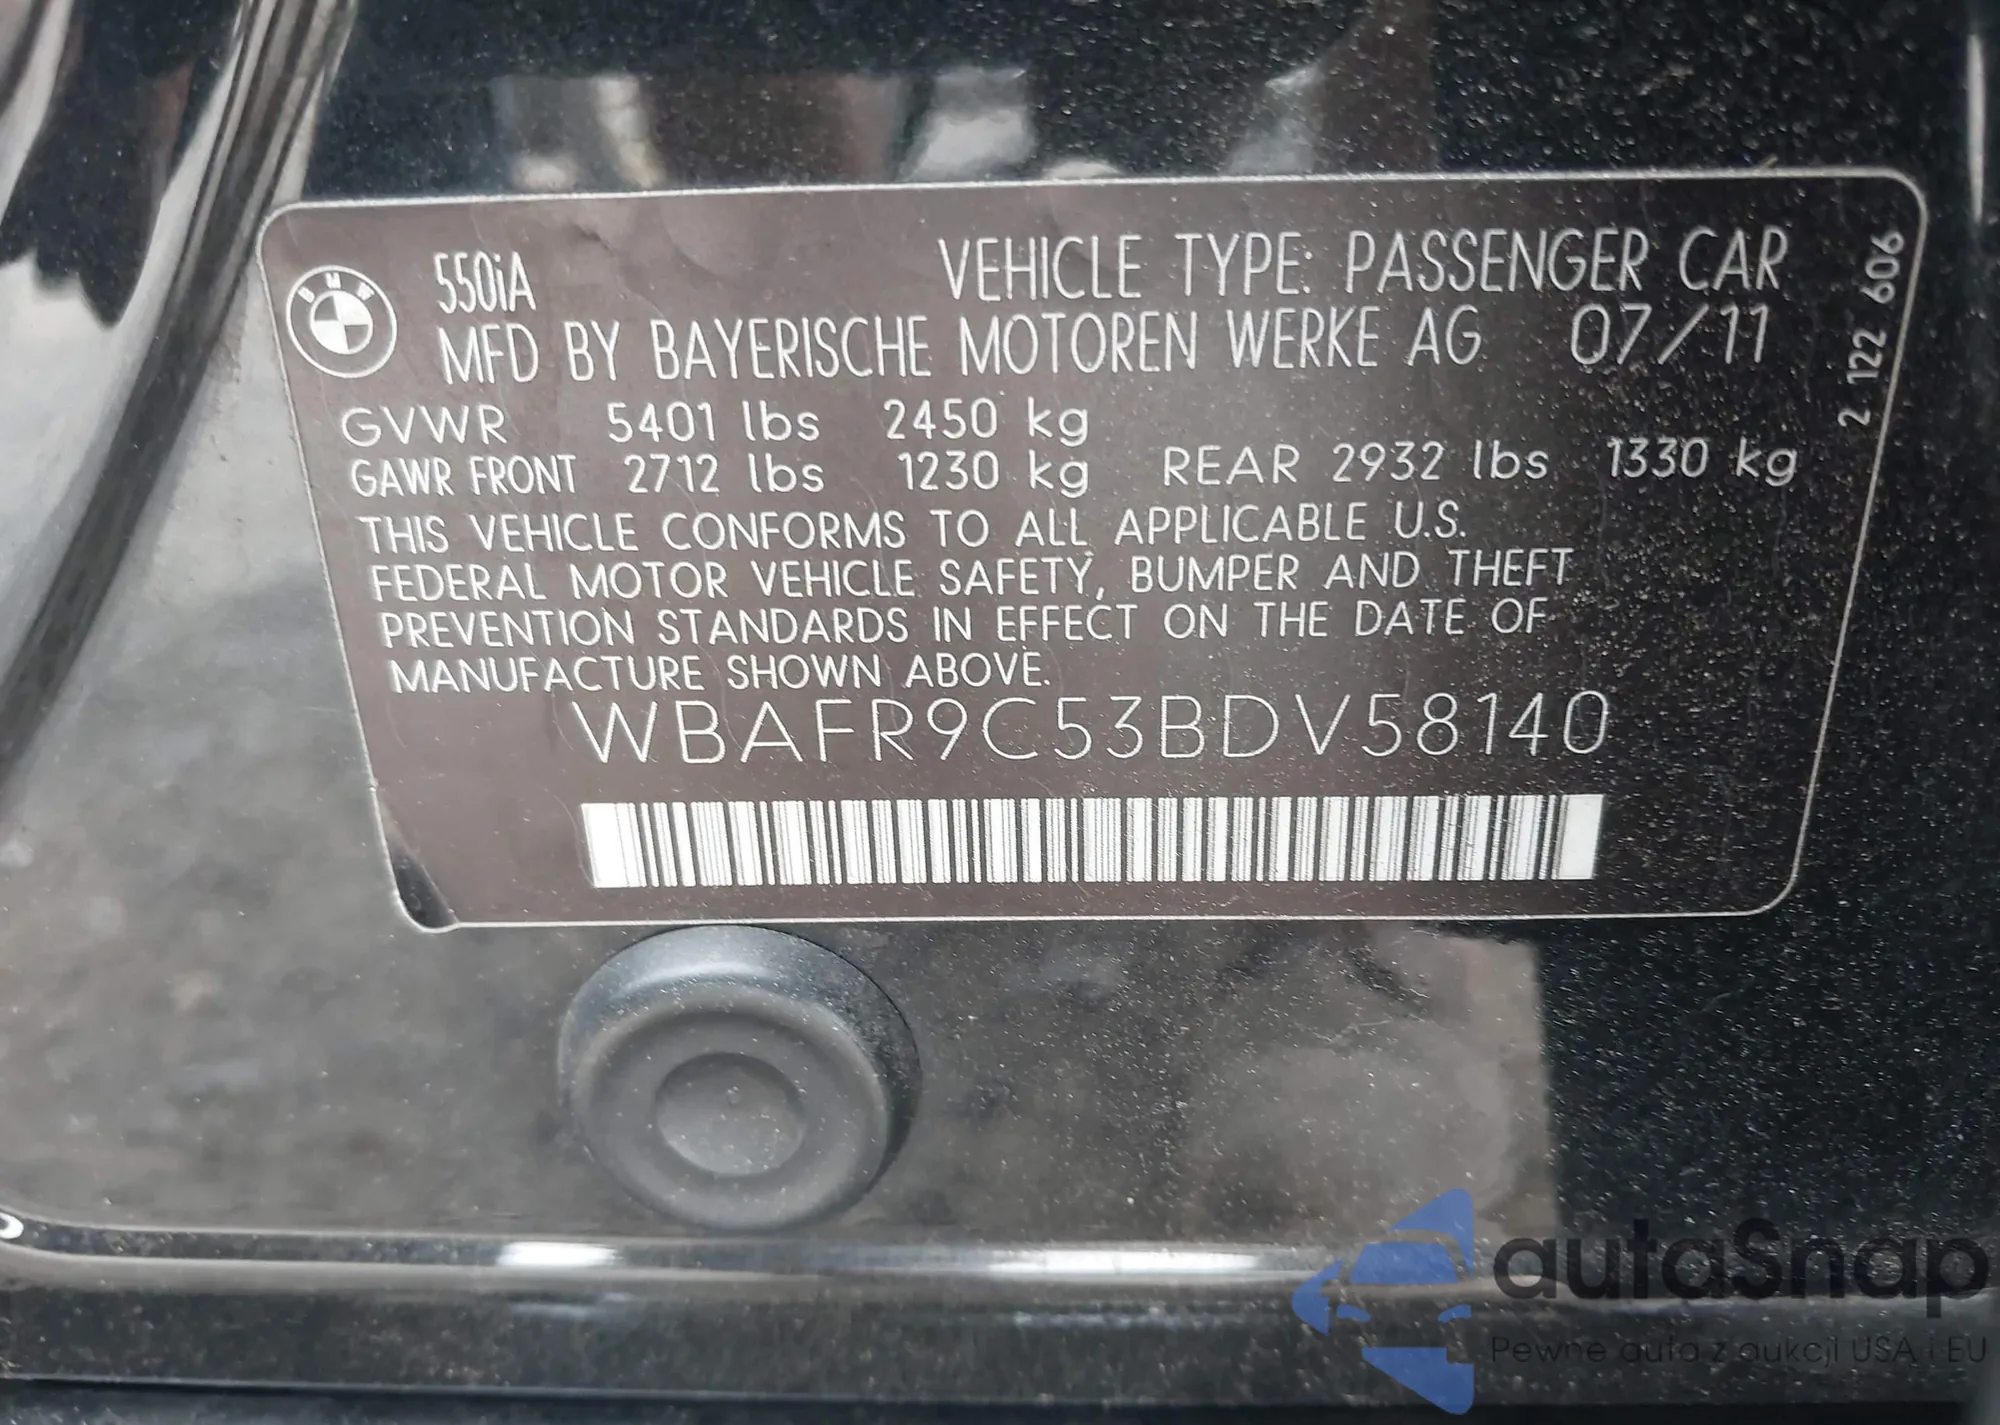 BMW
550iA
VEHICLE TYPE: PASSENGER CAR
MFD BY BAYERISCHE MOTOREN WERKE AG 07/11
GVWR 5401 lbs 2450 kg
GAWR FRONT 2712 lbs 1230 kg REAR 2932 lbs 1330 kg
THIS VEHICLE CONFORMS TO ALL APPLICABLE U.S.
FEDERAL MOTOR VEHICLE SAFETY, BUMPER AND THEFT
PREVENTION STANDARDS IN EFFECT ON THE DATE OF
MANUFACTURE SHOWN ABOVE.
WBAFR9C53BDV58140
2 122 606
autaSnap
Pewne auta z aukcji USA i EU